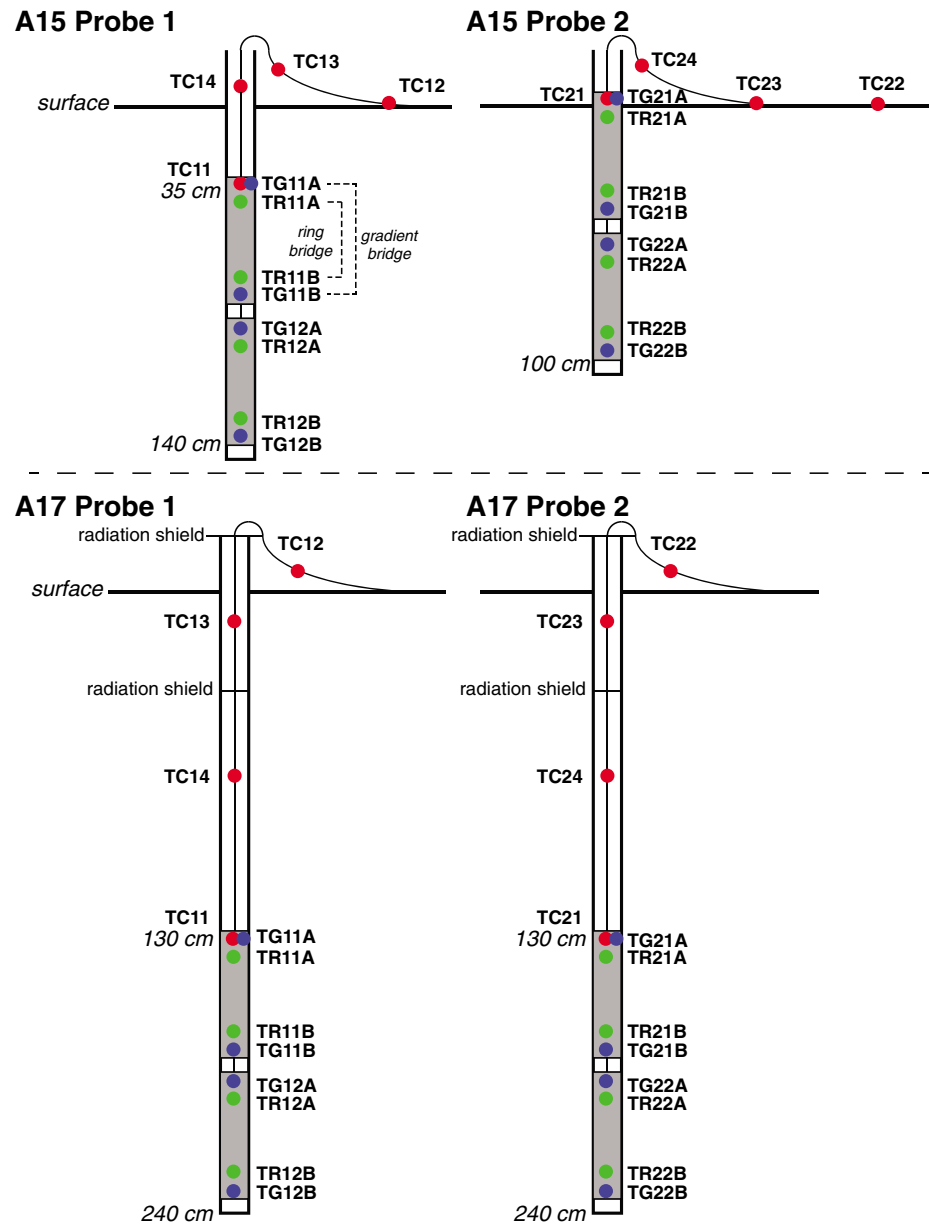 A15 Probe 1
TC13
TC14
TC12
surface
TC11
35 cm
TG11A
TR11A
ring
bridge
gradient
bridge
TR11B
TG11B
TG12A
TR12A
TR12B
TG12B
140 cm
A15 Probe 2
TC24
TC23
TC22
TC21
TG21A
TR21A
TR21B
TG21B
TG22A
TR22A
TR22B
TG22B
100 cm
A17 Probe 1
radiation shield
TC12
surface
TC13
radiation shield
TC14
TC11
130 cm
TG11A
TR11A
TR11B
TG11B
TG12A
TR12A
TR12B
TG12B
240 cm
A17 Probe 2
radiation shield
TC22
TC23
radiation shield
TC24
TC21
130 cm
TG21A
TR21A
TR21B
TG21B
TG22A
TR22A
TR22B
TG22B
240 cm